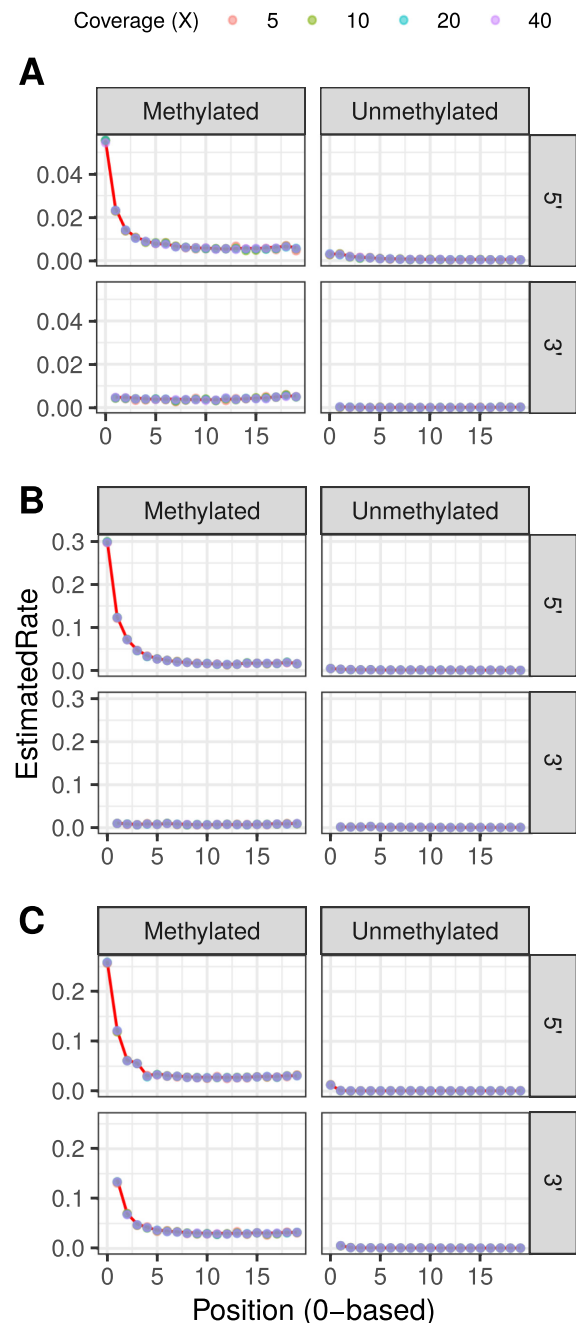 Coverage (X) 5 10 20 40
A
Methylated Unmethylated
0.04
0.02
0.00
5'
0.04
0.02
0.00
3'
0 5 10 15 0 5 10 15
B
Methylated Unmethylated
0.3
0.2
0.1
0.0
5'
0.3
0.2
0.1
0.0
3'
0 5 10 15 0 5 10 15
EstimatedRate
C
Methylated Unmethylated
0.2
0.1
0.0
5'
0.2
0.1
0.0
3'
0 5 10 15 0 5 10 15
Position (0−based)